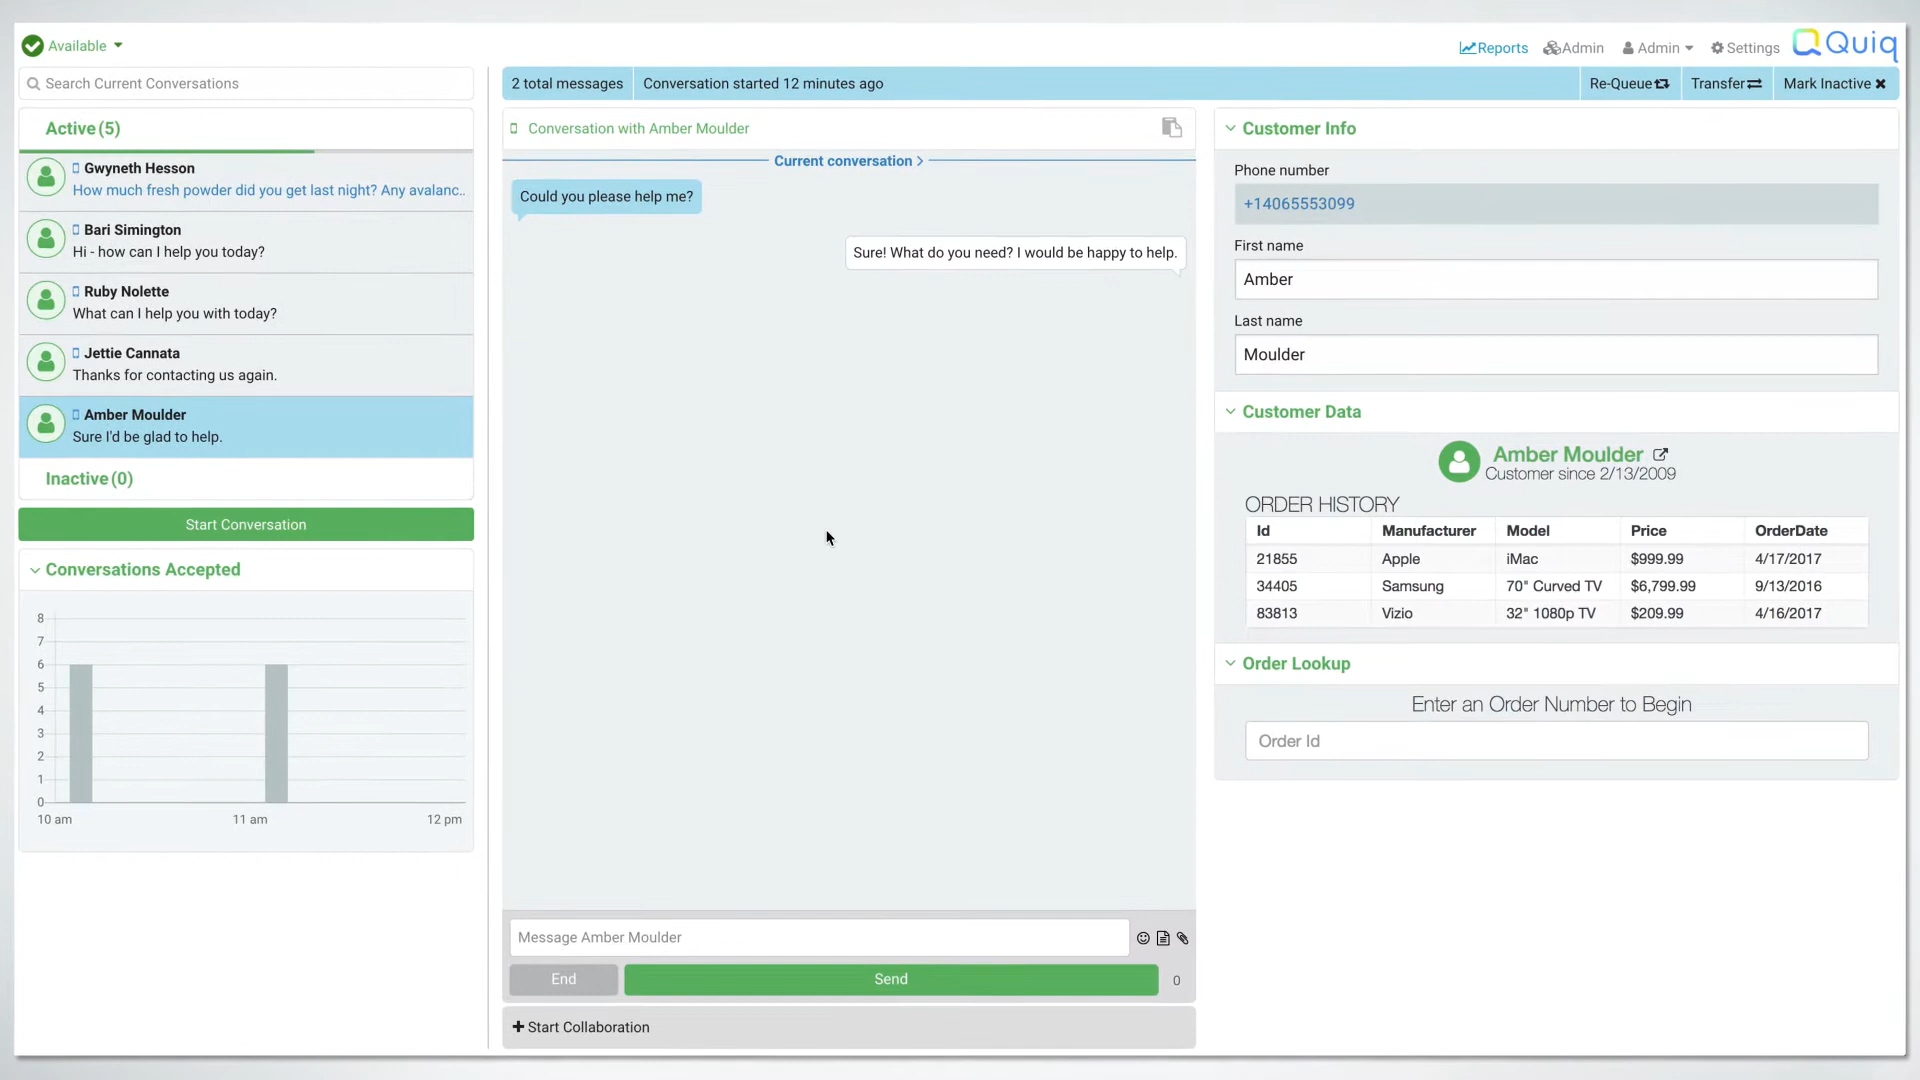 Available
Reports
Admin
Admin
Settings
Quiq
Search Current Conversations
2 total messages
Conversation started 12 minutes ago
Re-Queue
Transfer
Mark Inactive
Active (5)
Gwyneth Hesson
How much fresh powder did you get last night? Any avalanc..
Bari Simington
Hi - how can I help you today?
Ruby Nolette
What can I help you with today?
Jettie Cannata
Thanks for contacting us again.
Amber Moulder
Sure I'd be glad to help.
Inactive (0)
Start Conversation
Conversations Accepted
8
7
6
5
4
3
2
1
0
10 am 11 am 12 pm
Conversation with Amber Moulder
Current conversation >
Could you please help me?
Sure! What do you need? I would be happy to help.
Message Amber Moulder
End
Send
0
Start Collaboration
Customer Info
Phone number
+14065553099
First name
Amber
Last name
Moulder
Customer Data
Amber Moulder
Customer since 2/13/2009
ORDER HISTORY
Id Manufacturer Model Price OrderDate
21855 Apple iMac $999.99 4/17/2017
34405 Samsung 70" Curved TV $6,799.99 9/13/2016
83813 Vizio 32" 1080p TV $209.99 4/16/2017
Order Lookup
Enter an Order Number to Begin
Order Id